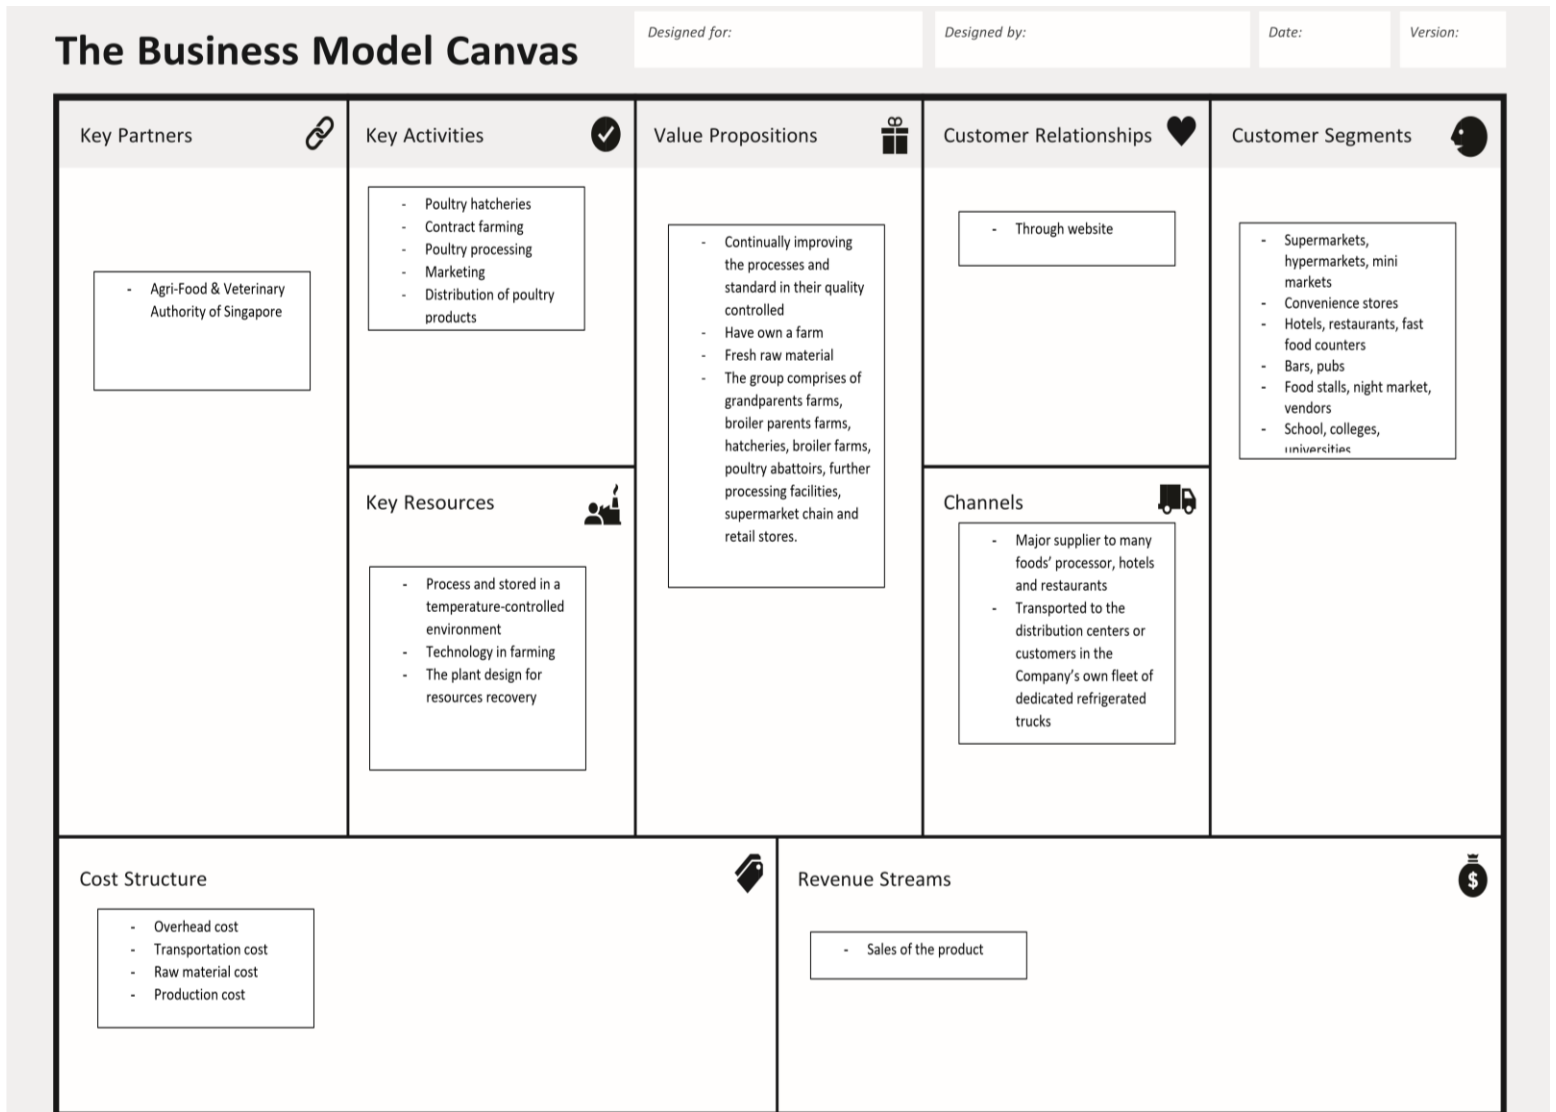 The Business Model Canvas
Designed for:
Designed by:
Date:
Version:
Key Partners
- Agri-Food & Veterinary
Authority of Singapore
Key Activities
- Poultry hatcheries
- Contract farming
- Poultry processing
- Marketing
- Distribution of poultry
products
Key Resources
- Process and stored in a
temperature-controlled
environment
- Technology in farming
- The plant design for
resources recovery
Value Propositions
- Continually improving
the processes and
standard in their quality
controlled
- Have own a farm
- Fresh raw material
- The group comprises of
grandparents farms,
broiler parents farms,
hatcheries, broiler farms,
poultry abattoirs, further
processing facilities,
supermarket chain and
retail stores.
Customer Relationships
- Through website
Channels
- Major supplier to many
foods’ processor, hotels
and restaurants
- Transported to the
distribution centers or
customers in the
Company’s own fleet of
dedicated refrigerated
trucks
Customer Segments
- Supermarkets,
hypermarkets, mini
markets
- Convenience stores
- Hotels, restaurants, fast
food counters
- Bars, pubs
- Food stalls, night market,
vendors
- School, colleges,
universities
Cost Structure
- Overhead cost
- Transportation cost
- Raw material cost
- Production cost
Revenue Streams
$
- Sales of the product